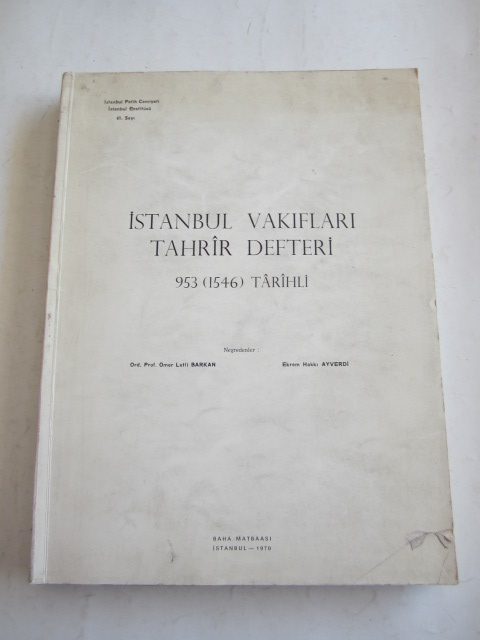 İstanbul Fetih Cemiyeti
İstanbul Enstitüsü
61. Sayı
İSTANBUL VAKIFLARI
TAHRÎR DEFTERİ
953 (1546) TÂRÎHLİ
Neşredenler :
Ord. Prof. Ömer Lutfi BARKAN
Ekrem Hakkı AYVERDİ
BAHA MATBAASI
İSTANBUL — 1970